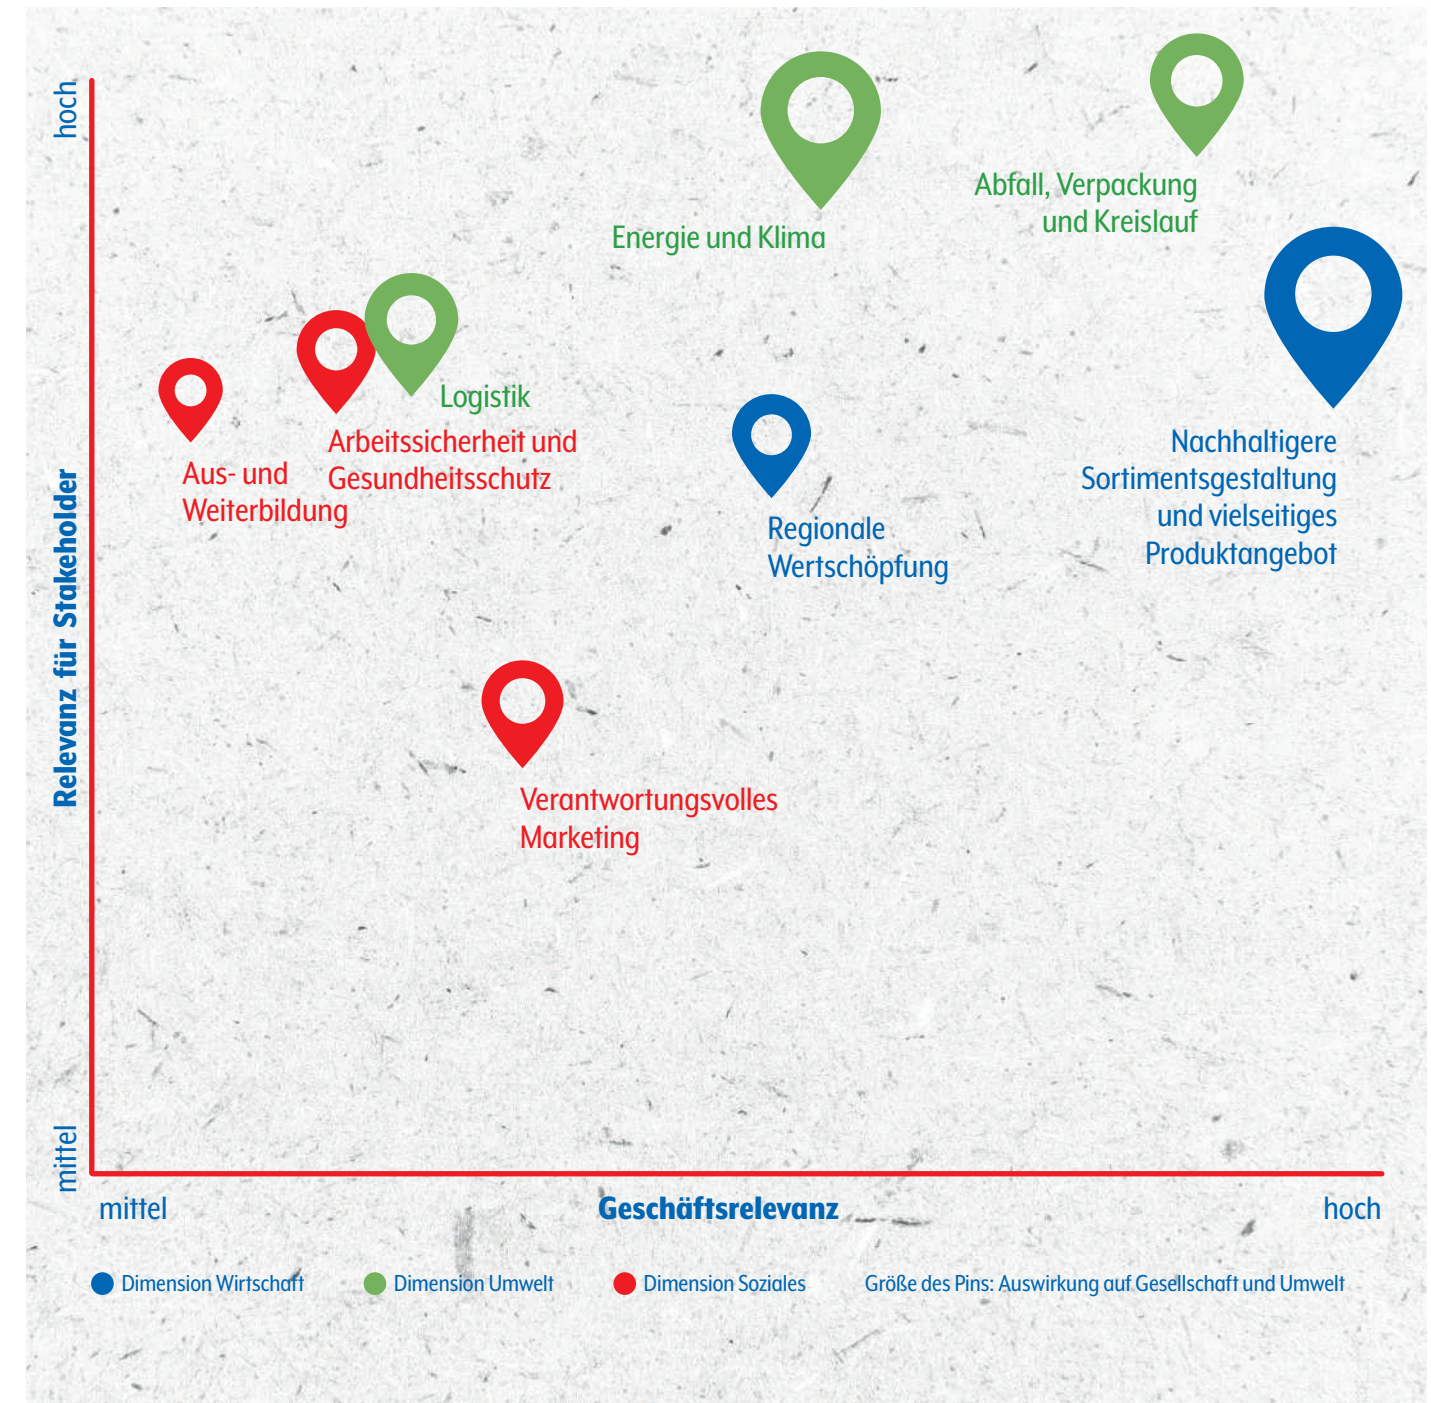 hoch
Relevanz für Stakeholder
mittel
Abfall, Verpackung
und Kreislauf
Energie und Klima
Logistik
Arbeitssicherheit und
Gesundheitsschutz
Aus- und
Weiterbildung
Nachhaltigere
Sortimentsgestaltung
und vielseitiges
Produktangebot
Regionale
Wertschöpfung
Verantwortungsvolles
Marketing
mittel
Geschäftsrelevanz
hoch
Dimension Wirtschaft
Dimension Umwelt
Dimension Soziales
Größe des Pins: Auswirkung auf Gesellschaft und Umwelt